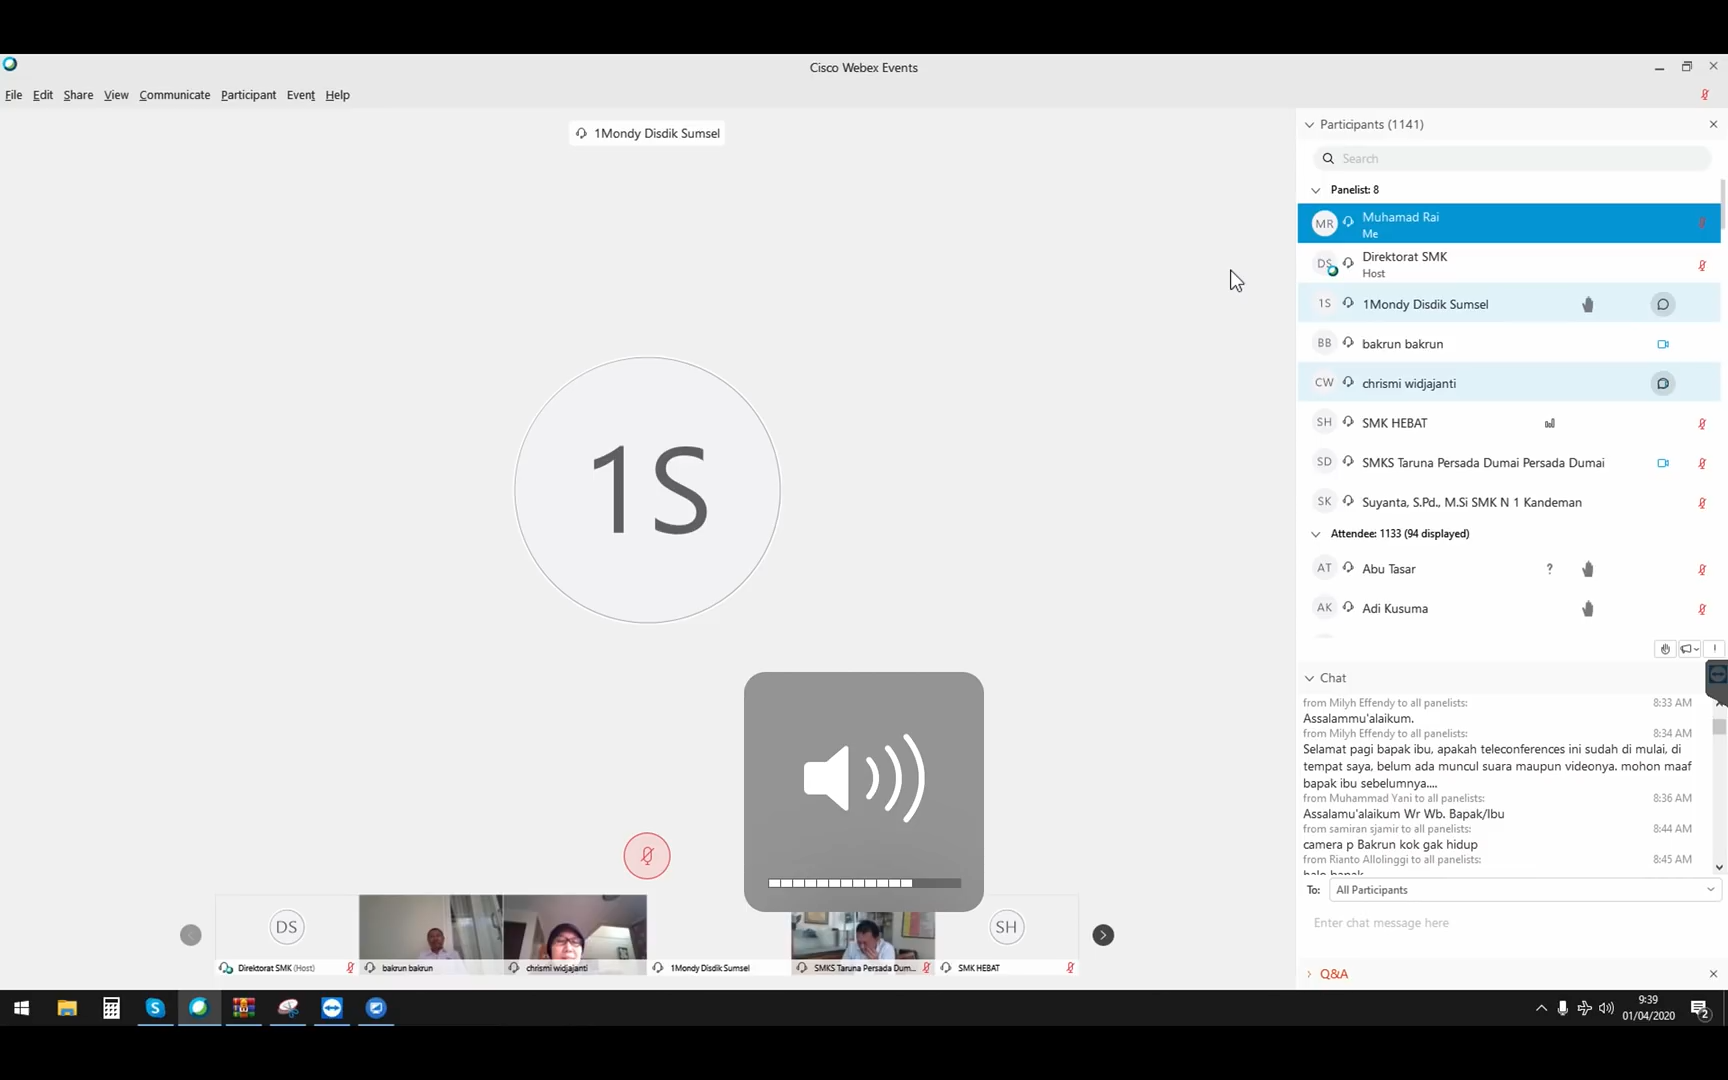 Cisco Webex Events
File Edit Share View Communicate Participant Event Help
1Mondy Disdik Sumsel
1S
DS
Direktorat SMK (Host)
bakrun bakrun
chrismi widjajanti
1Mondy Disdik Sumsel
SMKS Taruna Persada Dum...
SH
SMK HEBAT
Participants (1141)
Search
Panelist: 8
MR
Muhamad Rai
Me
DS
Direktorat SMK
Host
1S
1Mondy Disdik Sumsel
BB
bakrun bakrun
CW
chrismi widjajanti
SH
SMK HEBAT
SD
SMKS Taruna Persada Dumai Persada Dumai
SK
Suyanta, S.Pd., M.Si SMK N 1 Kandeman
Attendee: 1133 (94 displayed)
AT
Abu Tasar
?
AK
Adi Kusuma
Chat
from Milyh Effendy to all panelists: 8:33 AM
Assalammu'alaikum.
from Milyh Effendy to all panelists: 8:34 AM
Selamat pagi bapak ibu, apakah teleconferences ini sudah di mulai, di
tempat saya, belum ada muncul suara maupun videonya. mohon maaf
bapak ibu sebelumnya....
from Muhammad Yani to all panelists: 8:36 AM
Assalamu'alaikum Wr Wb. Bapak/Ibu
from samiran sjamir to all panelists: 8:44 AM
camera p Bakrun kok gak hidup
from Rianto Allolinggi to all panelists: 8:45 AM
halo bapak
To: All Participants
Enter chat message here
Q&A
9:39
01/04/2020
2